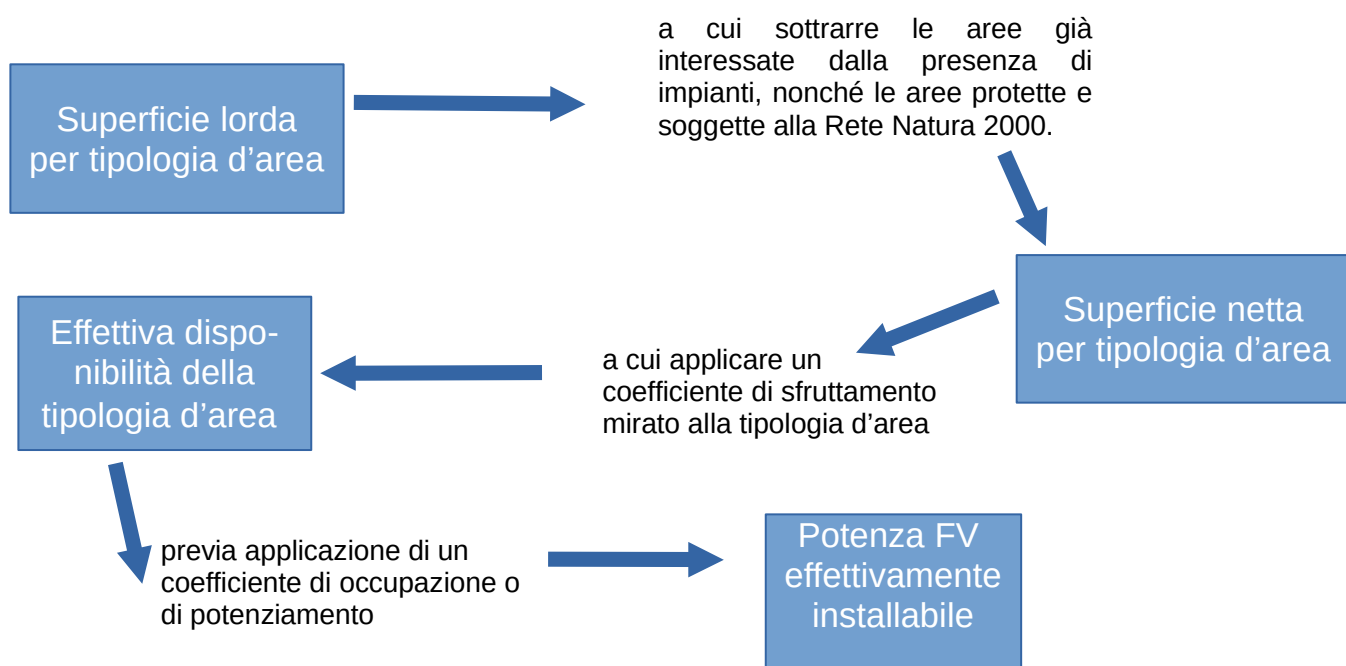 Superficie lorda
per tipologia d’area
a cui sottrarre le aree già
interessate dalla presenza di
impianti, nonché le aree protette e
soggette alla Rete Natura 2000.
Superficie netta
per tipologia d’area
a cui applicare un
coefficiente di sfruttamento
mirato alla tipologia d’area
Effettiva dispo-
nibilità della
tipologia d’area
previa applicazione di un
coefficiente di occupazione o
di potenziamento
Potenza FV
effettivamente
installabile